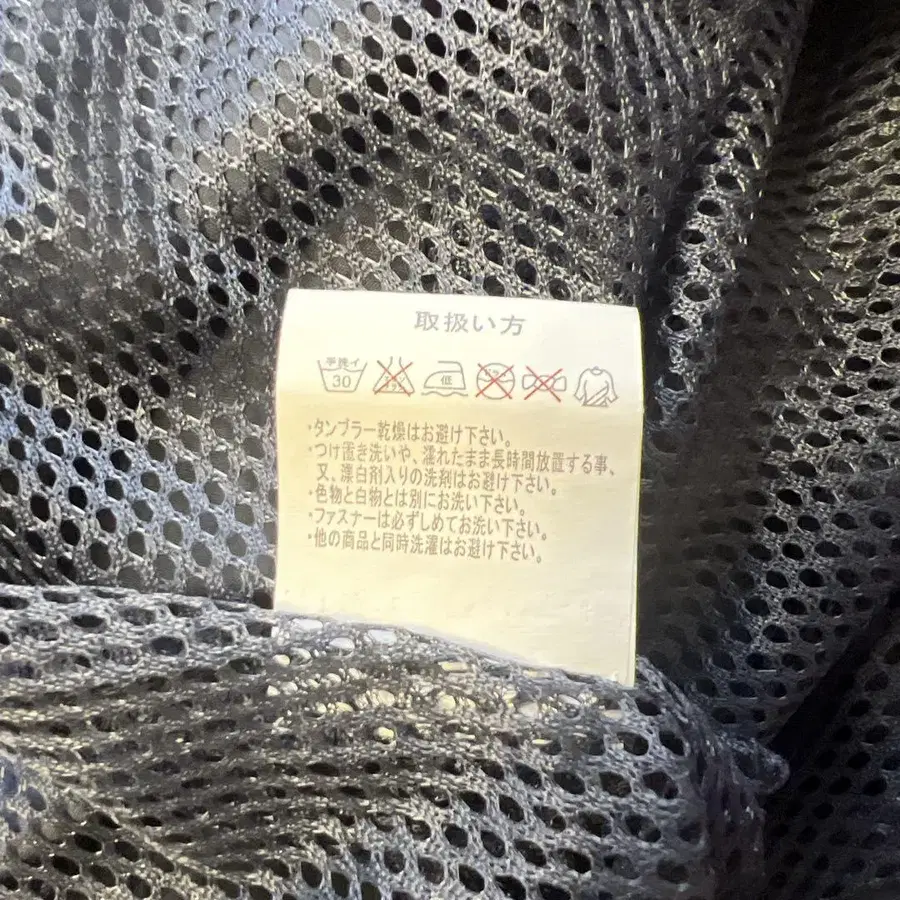 取扱い方
手洗イ
30
低
・タンブラー乾燥はお避け下さい。
・つけ置き洗いや、濡れたまま長時間放置する事、
又、漂白剤入りの洗剤はお避け下さい。
・色物と白物とは別にお洗い下さい。
・ファスナーは必ずしめてお洗い下さい。
・他の商品と同時洗濯はお避け下さい。